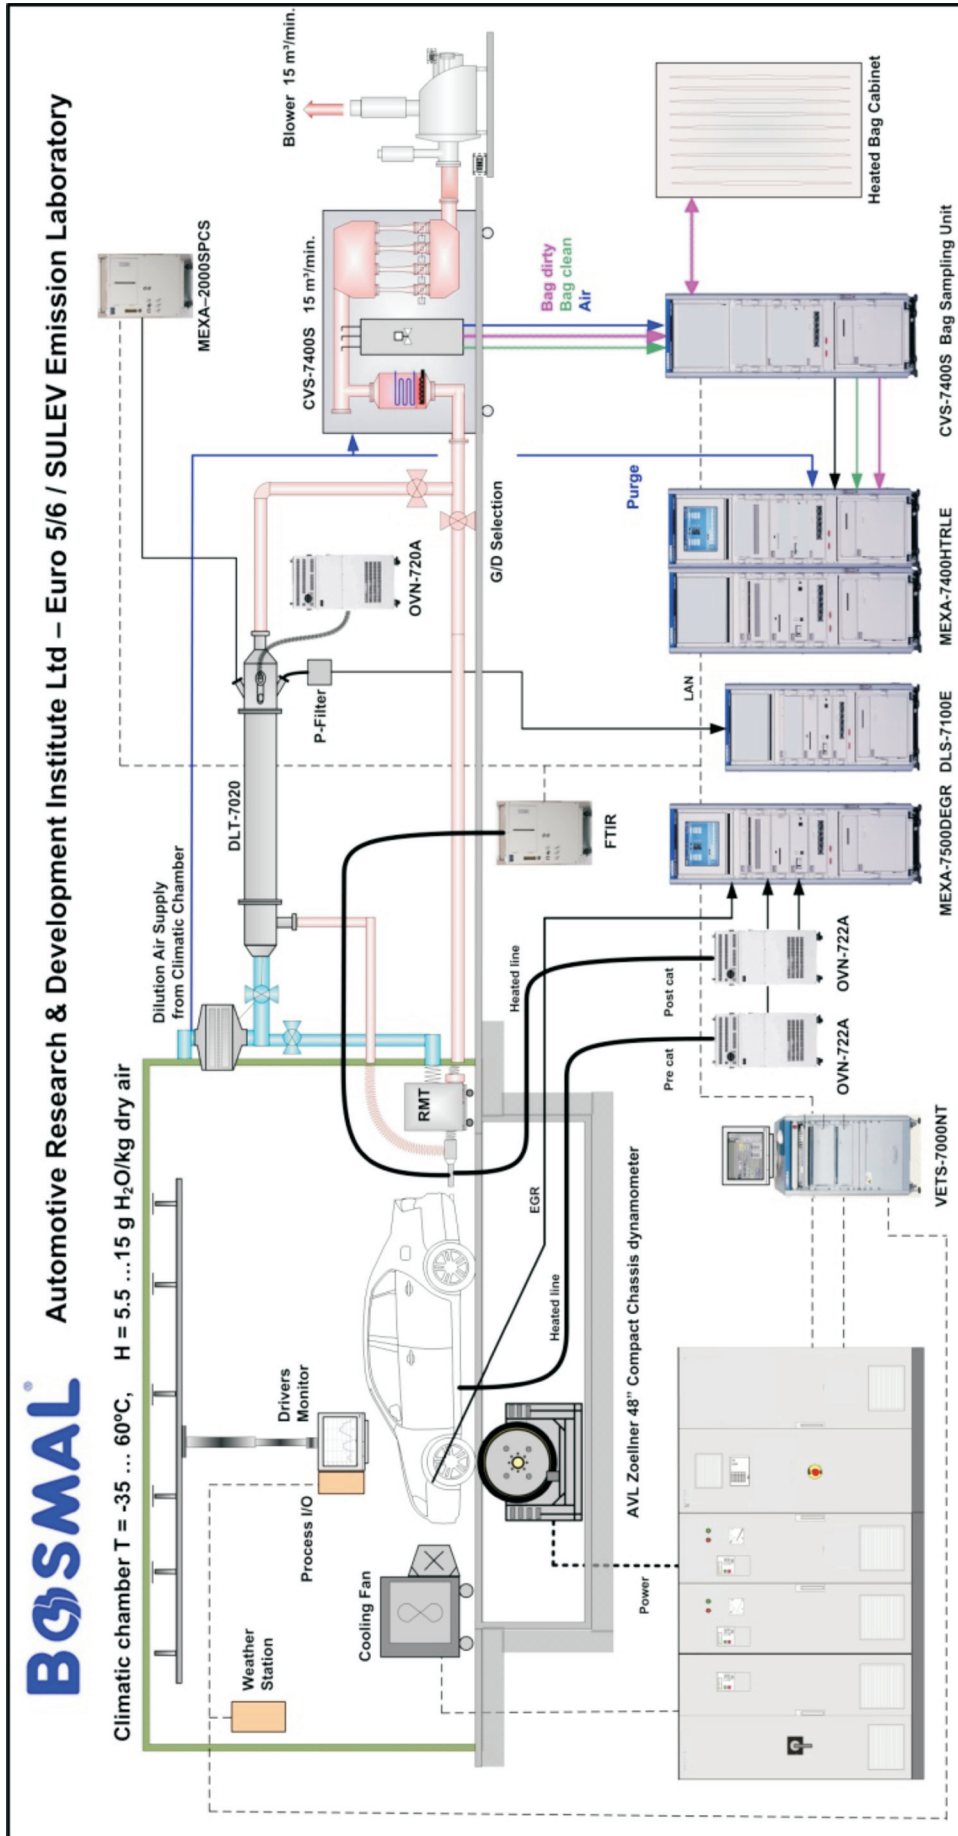 BOSMAL®
Automotive Research & Development Institute Ltd – Euro 5/6 / SULEV Emission Laboratory
Climatic chamber T = -35 ... 60ºC, H = 5.5 ...15 g H₂O/kg dry air
Weather
Station
Process I/O
Drivers
Monitor
Cooling Fan
Dilution Air Supply
from Climatic Chamber
DLT-7020
P-Filter
OVN-720A
MEXA–2000SPCS
CVS-7400S 15 m³/min.
Blower 15 m³/min.
RMT
G/D Selection
FTIR
EGR
Heated line
Heated line
Pre cat
Post cat
LAN
Purge
Bag dirty
Bag clean
Air
Power
AVL Zoellner 48" Compact Chassis dynamometer
VETS-7000NT
OVN-722A
OVN-722A
MEXA-7500DEGR
DLS-7100E
MEXA-7400HTRLE
CVS-7400S Bag Sampling Unit
Heated Bag Cabinet